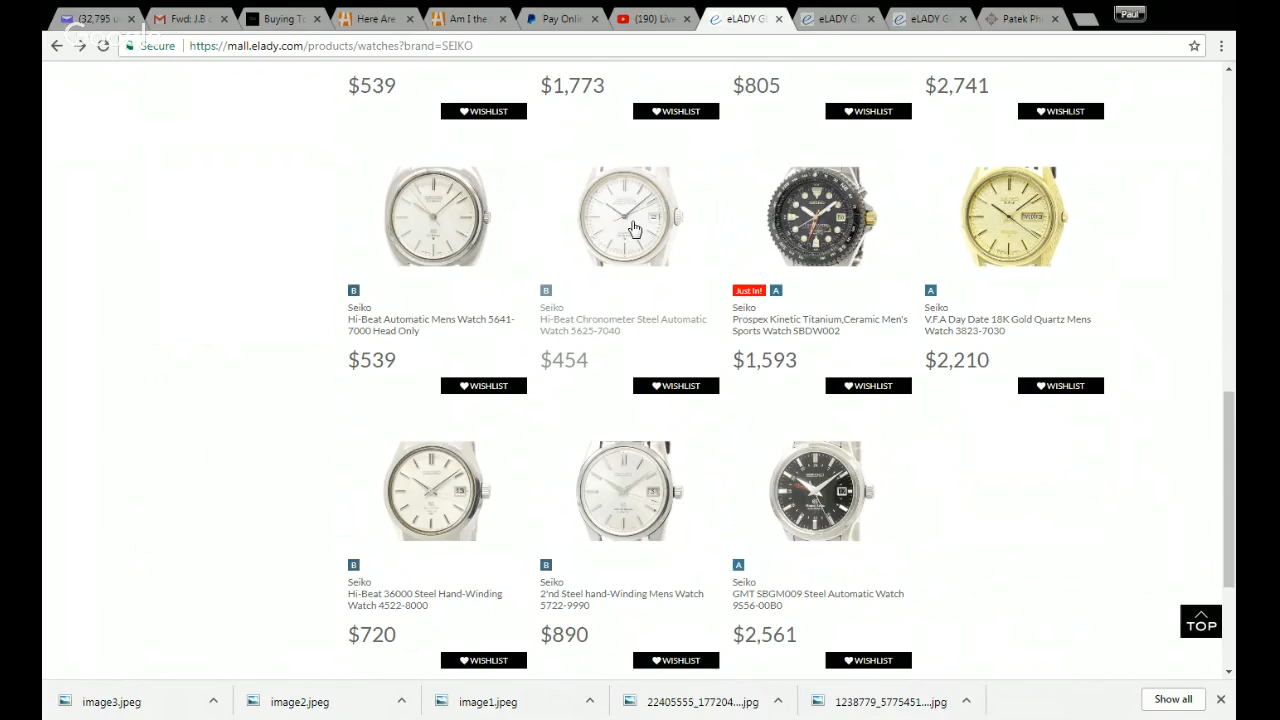 (32,795 u
Fwd: J.B
Buying To
Here Are
Am I the
Pay Onlin
(190) Live
eLADY G
eLADY G
eLADY G
Patek Ph
Paul
Google
Secure
https://mall.elady.com/products/watches?brand=SEIKO
$539
$1,773
$805
$2,741
WISHLIST
WISHLIST
WISHLIST
WISHLIST
B
B
Just In! A
A
Seiko
Hi-Beat Automatic Mens Watch 5641-
7000 Head Only
$539
WISHLIST
Seiko
Hi-Beat Chronometer Steel Automatic
Watch 5625-7040
$454
WISHLIST
Seiko
Prospex Kinetic Titanium,Ceramic Men's
Sports Watch SBDW002
$1,593
WISHLIST
Seiko
V.F.A Day Date 18K Gold Quartz Mens
Watch 3823-7030
$2,210
WISHLIST
B
B
A
Seiko
Hi-Beat 36000 Steel Hand-Winding
Watch 4522-8000
$720
WISHLIST
Seiko
2'nd Steel hand-Winding Mens Watch
5722-9990
$890
WISHLIST
Seiko
GMT SBGM009 Steel Automatic Watch
9S56-00B0
$2,561
WISHLIST
TOP
image3.jpeg
image2.jpeg
image1.jpeg
22405555_177204....jpg
1238779_5775451....jpg
Show all